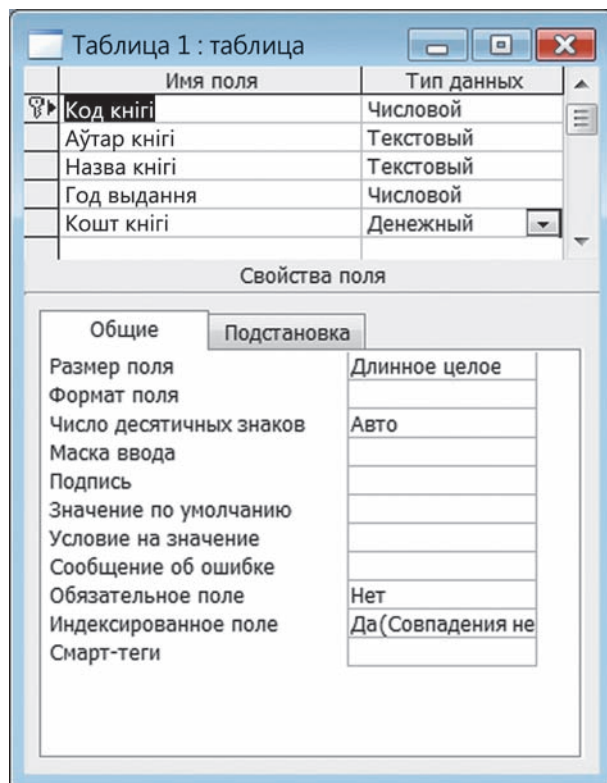 Таблица 1 : таблица
Имя поля Тип данных
Код кнігі Числовой
Аўтар кнігі Текстовый
Назва кнігі Текстовый
Год выдання Числовой
Кошт кнігі Денежный
Свойства поля
Общие Подстановка
Размер поля Длинное целое
Формат поля
Число десятичных знаков Авто
Маска ввода
Подпись
Значение по умолчанию
Условие на значение
Сообщение об ошибке
Обязательное поле Нет
Индексированное поле Да(Совпадения не
Смарт-теги